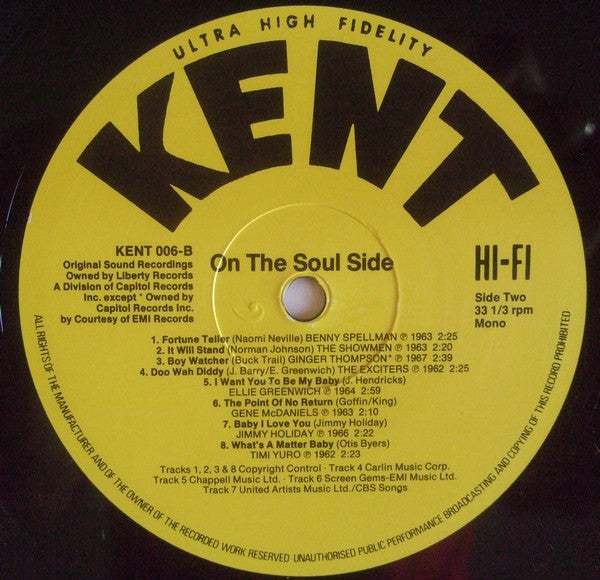 ULTRA HIGH FIDELITY
KENT
KENT 006-B
Original Sound Recordings
Owned by Liberty Records
A Division of Capitol Records
Inc. except * Owned by
Capitol Records Inc.
by Courtesy of EMI Records
On The Soul Side
HI-FI
Side Two
33 1/3 rpm
Mono
1. Fortune Teller (Naomi Neville) BENNY SPELLMAN ℗ 1963 2:25
2. It Will Stand (Norman Johnson) THE SHOWMEN ℗ 1963 2:20
3. Boy Watcher (Buck Trail) GINGER THOMPSON* ℗ 1967 2:39
4. Doo Wah Diddy (J. Barry/E. Greenwich) THE EXCITERS ℗ 1962 2:25
5. I Want You To Be My Baby (J. Hendricks)
ELLIE GREENWICH ℗ 1964 2:59
6. The Point Of No Return (Goffin/King)
GENE McDANIELS ℗ 1963 2:10
7. Baby I Love You (Jimmy Holiday)
JIMMY HOLIDAY ℗ 1966 2:22
8. What's A Matter Baby (Otis Byers)
TIMI YURO ℗ 1962 2:23
Tracks 1, 2, 3 & 8 Copyright Control · Track 4 Carlin Music Corp.
Track 5 Chappell Music Ltd. · Track 6 Screen Gems-EMI Music Ltd.
Track 7 United Artists Music Ltd./CBS Songs
ALL RIGHTS OF THE MANUFACTURER AND OF THE OWNER OF THE RECORDED WORK RESERVED UNAUTHORISED PUBLIC PERFORMANCE BROADCASTING AND COPYING OF THIS RECORD PROHIBITED